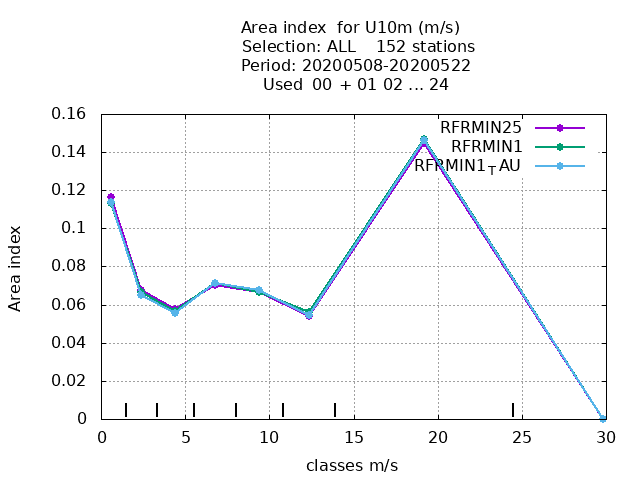 Area index  for U10m (m/s)
Selection: ALL    152 stations
Period: 20200508-20200522
Used  00 + 01 02 ... 24
0.16
0.14
0.12
0.1
0.08
0.06
0.04
0.02
0
RFRMIN25
RFRMIN1
RFRMIN1TAU
Area index
0 5 10 15 20 25 30
classes m/s